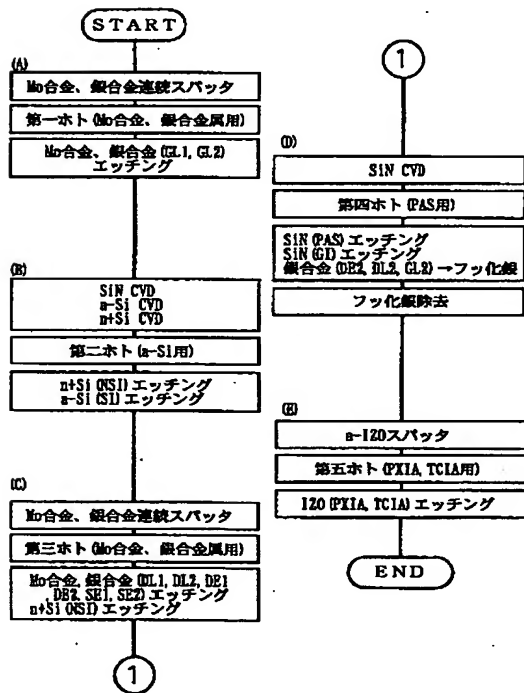 START
(A)
Mo合金、銀合金連続スパッタ
第一ホト(Mo合金、銀合金属用)
Mo合金、銀合金(GL1, GL2)
エッチング
(B)
SiN CVD
a-Si CVD
n+Si CVD
第二ホト(a-Si用)
n+Si(NSI)エッチング
a-Si(SI)エッチング
(C)
Mo合金、銀合金連続スパッタ
第三ホト(Mo合金、銀合金属用)
Mo合金, 銀合金(DL1, DL2, DE1
, DE2, SE1, SE2)エッチング
n+Si(NSI)エッチング
1
1
(D)
SiN CVD
第四ホト(PAS用)
SiN(PAS)エッチング
SiN(GI)エッチング
銀合金(DE2, DL2, GL2)→フッ化銀
フッ化銀除去
(E)
a-IZOスパッタ
第五ホト(PX1A, TC1A用)
IZO(PX1A, TC1A)エッチング
END